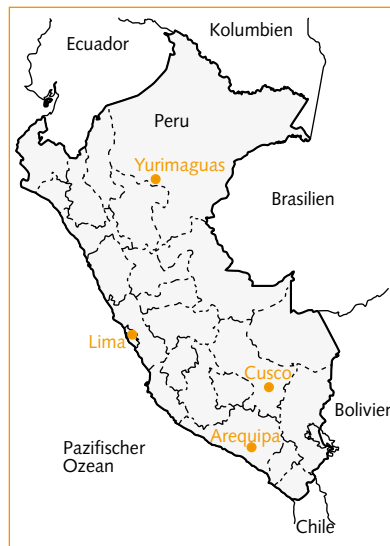 Kolumbien
Ecuador
Peru
Yurimaguas
Brasilien
Lima
Cusco
Bolivien
Arequipa
Pazifischer
Ozean
Chile